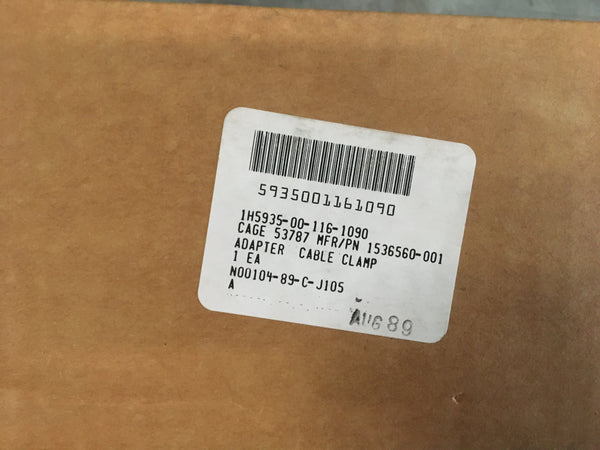 5935001161090
1H5935-00-116-1090
CAGE 53787 MFR/PN 1536560-001
ADAPTER CABLE CLAMP
1 EA
N00104-89-C-J105
A
89